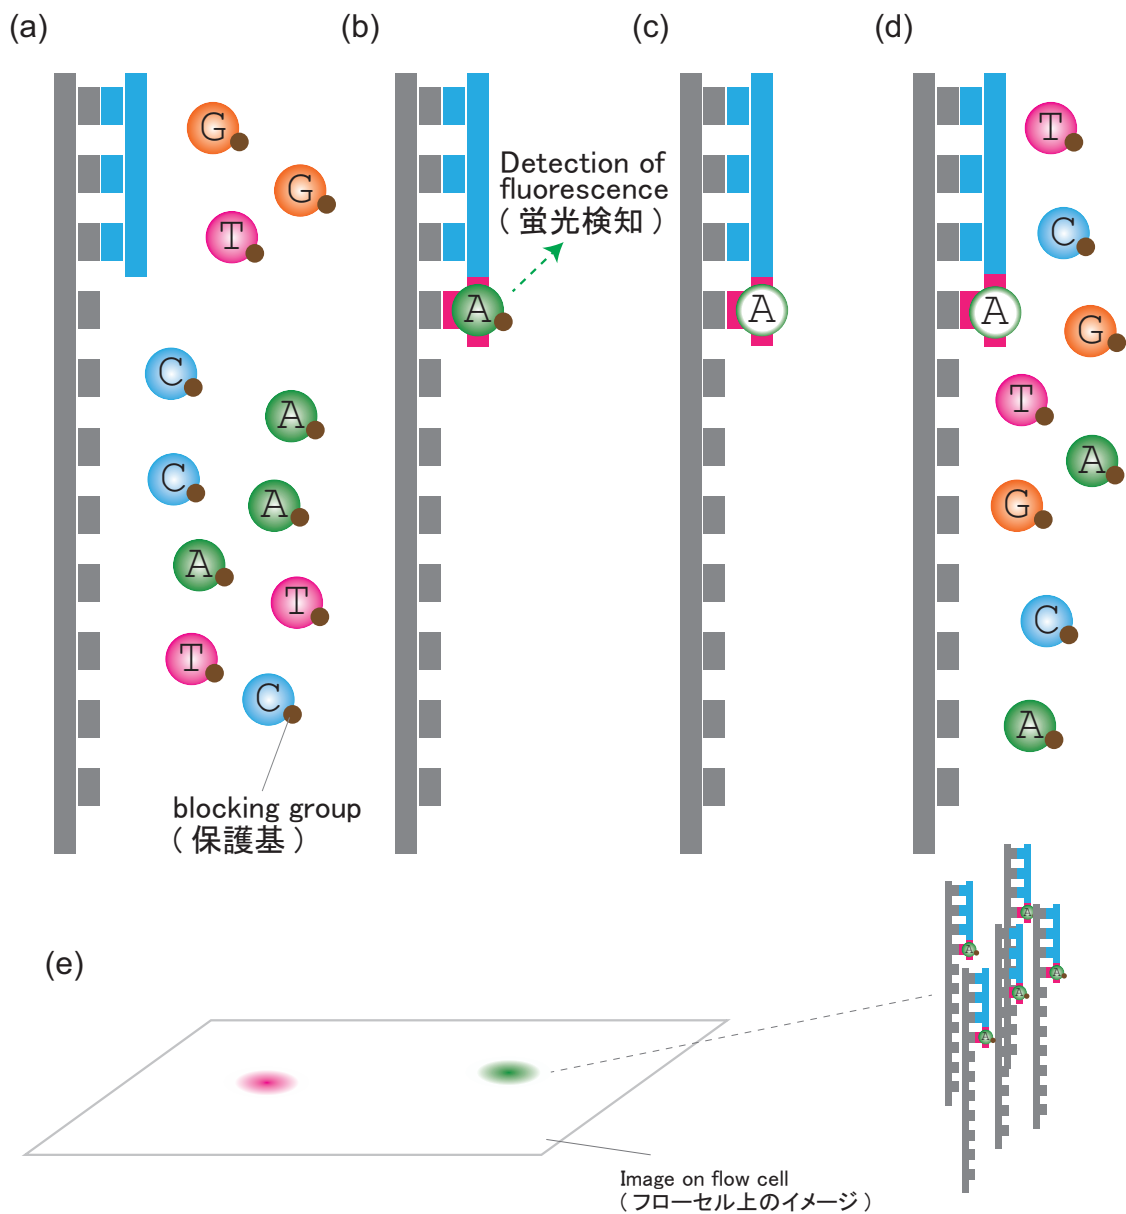 (a)
(b)
(c)
(d)
G
G
T
C
A
C
A
A
T
T
C
blocking group
( 保護基 )
Detection of
fluorescence
( 蛍光検知 )
A
A
T
C
G
A
T
A
G
C
A
(e)
A
A
A
A
A
Image on flow cell
( フローセル上のイメージ )